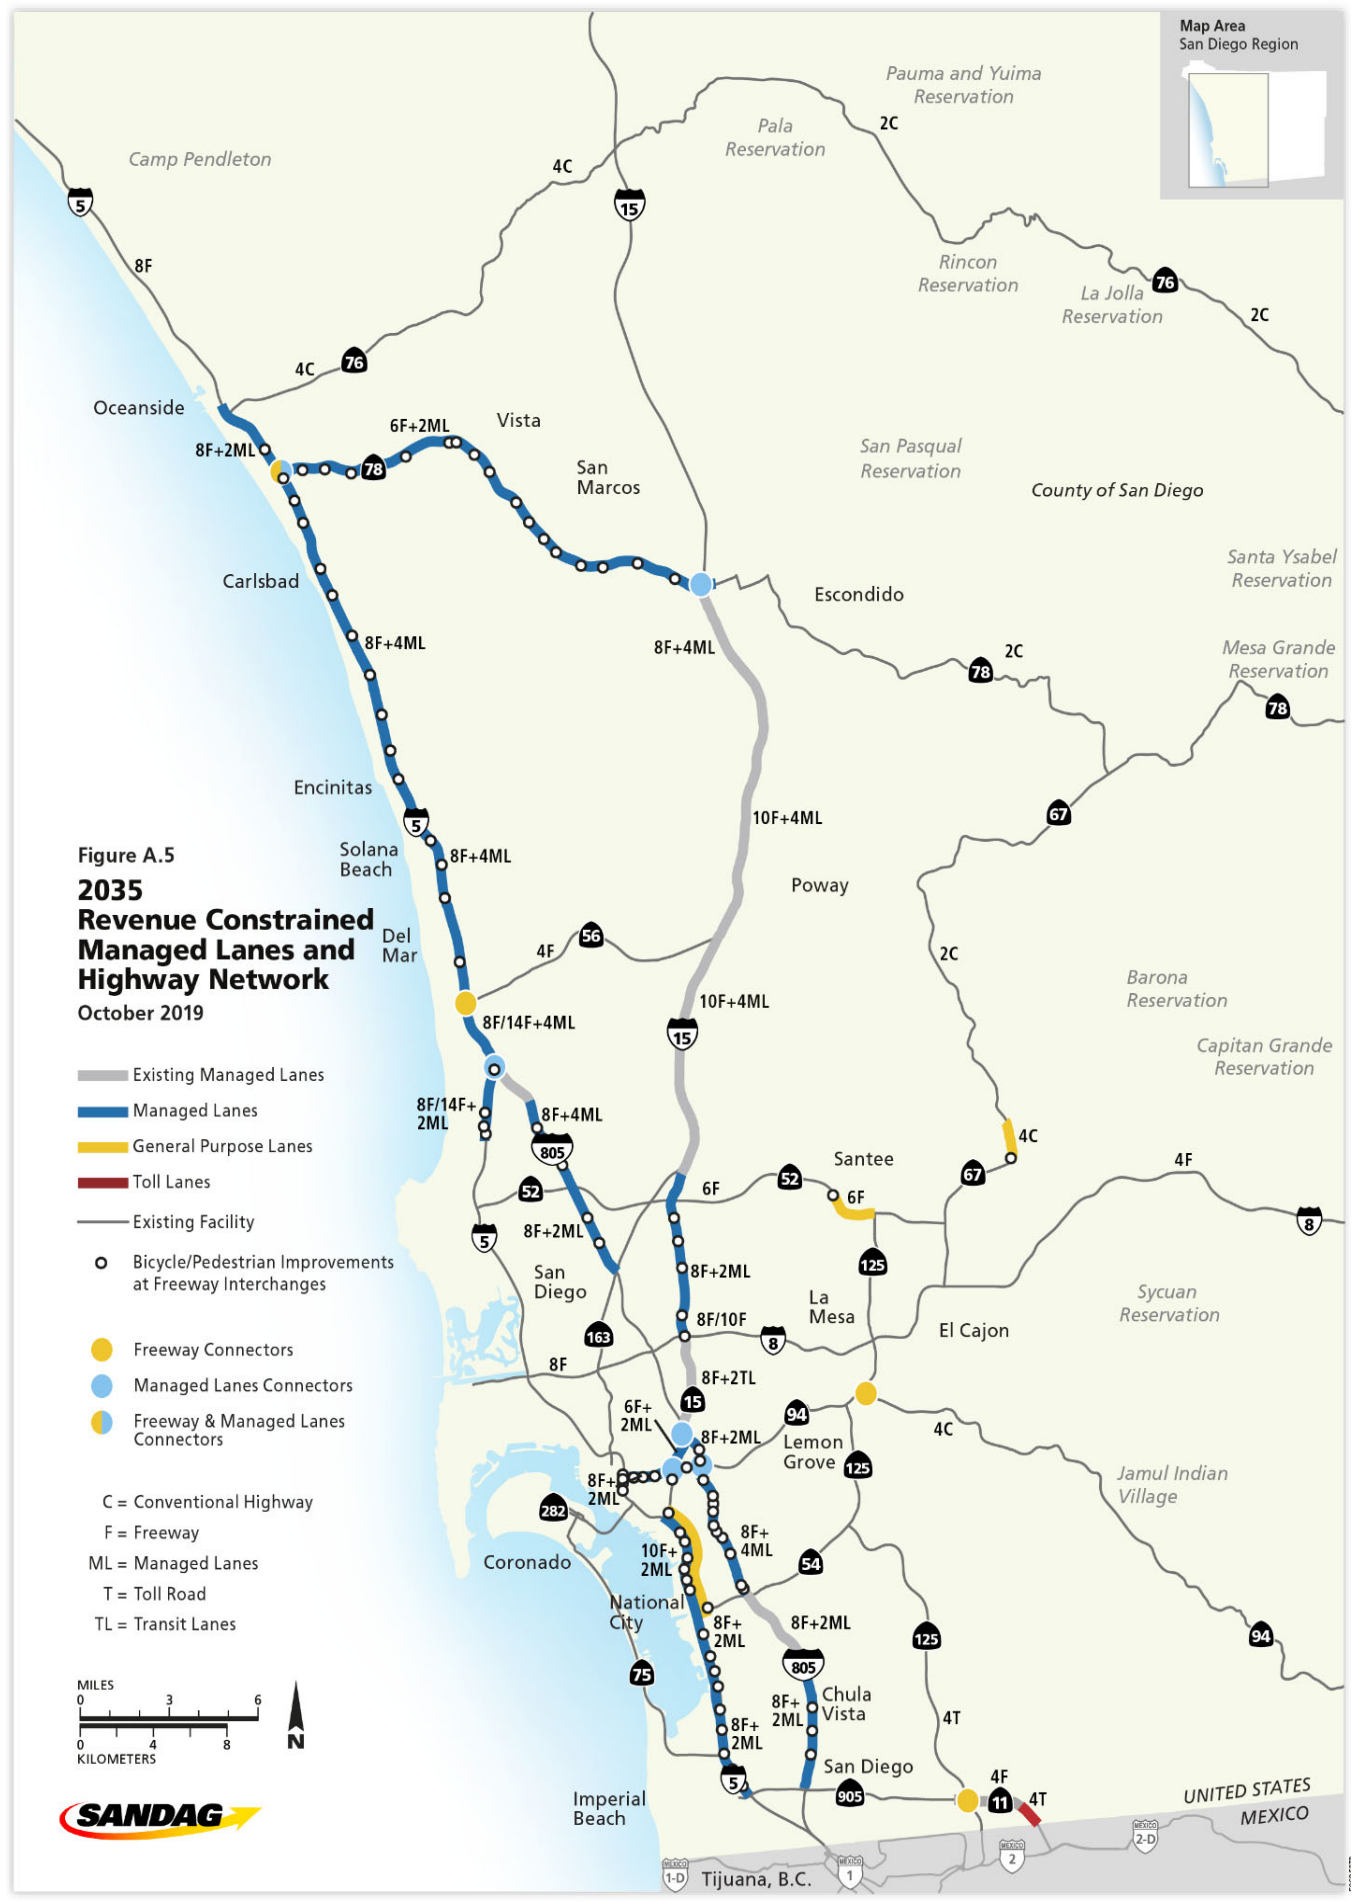 Map Area
San Diego Region
Pauma and Yuima
Reservation
Pala
Reservation
2C
Camp Pendleton
4C
5
15
8F
Rincon
Reservation
La Jolla
Reservation
76
2C
76
4C
Oceanside
6F+2ML
Vista
8F+2ML
78
San
Marcos
San Pasqual
Reservation
County of San Diego
Santa Ysabel
Reservation
Carlsbad
Escondido
8F+4ML
8F+4ML
2C
78
Mesa Grande
Reservation
78
Encinitas
5
10F+4ML
67
Solana
Beach
8F+4ML
Poway
Figure A.5
2035
Revenue Constrained
Managed Lanes and
Highway Network
October 2019
Del
Mar
56
4F
2C
Barona
Reservation
10F+4ML
8F/14F+4ML
15
Capitan Grande
Reservation
Existing Managed Lanes
Managed Lanes
General Purpose Lanes
Toll Lanes
Existing Facility
Bicycle/Pedestrian Improvements
at Freeway Interchanges
Freeway Connectors
Managed Lanes Connectors
Freeway & Managed Lanes
Connectors
C = Conventional Highway
F = Freeway
ML = Managed Lanes
T = Toll Road
TL = Transit Lanes
8F/14F+
2ML
8F+4ML
805
4C
Santee
67
4F
52
52
6F
6F
8
5
8F+2ML
125
San
Diego
8F+2ML
La
Mesa
Sycuan
Reservation
8F/10F
El Cajon
163
8
8F
8F+2TL
15
6F+
2ML
94
8F+2ML
4C
Lemon
Grove
125
Jamul Indian
Village
8F+
2ML
282
Coronado
10F+
2ML
8F+
4ML
54
National
City
8F+
2ML
8F+2ML
125
94
75
805
8F+
2ML
Chula
Vista
4T
8F+
2ML
San Diego
5
905
4F
11
4T
Imperial
Beach
UNITED STATES
MEXICO
MEXICO
1-D
Tijuana, B.C.
MEXICO
1
MEXICO
2
MEXICO
2-D
MILES
0 3 6
0 4 8
KILOMETERS
N
SANDAG